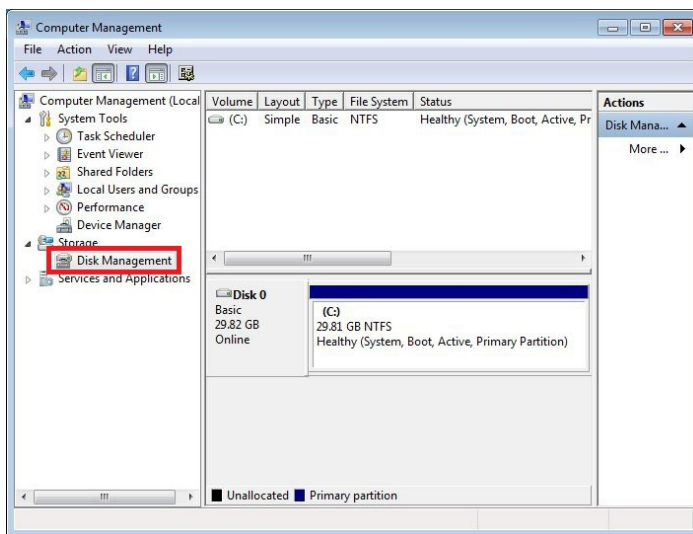 Computer Management
File Action View Help
Computer Management (Local
System Tools
Task Scheduler
Event Viewer
Shared Folders
Local Users and Groups
Performance
Device Manager
Storage
Disk Management
Services and Applications
Volume Layout Type File System Status
(C:) Simple Basic NTFS Healthy (System, Boot, Active, Pr
Disk 0
Basic
29.82 GB
Online
(C:)
29.81 GB NTFS
Healthy (System, Boot, Active, Primary Partition)
Unallocated Primary partition
Actions
Disk Mana...
More ...